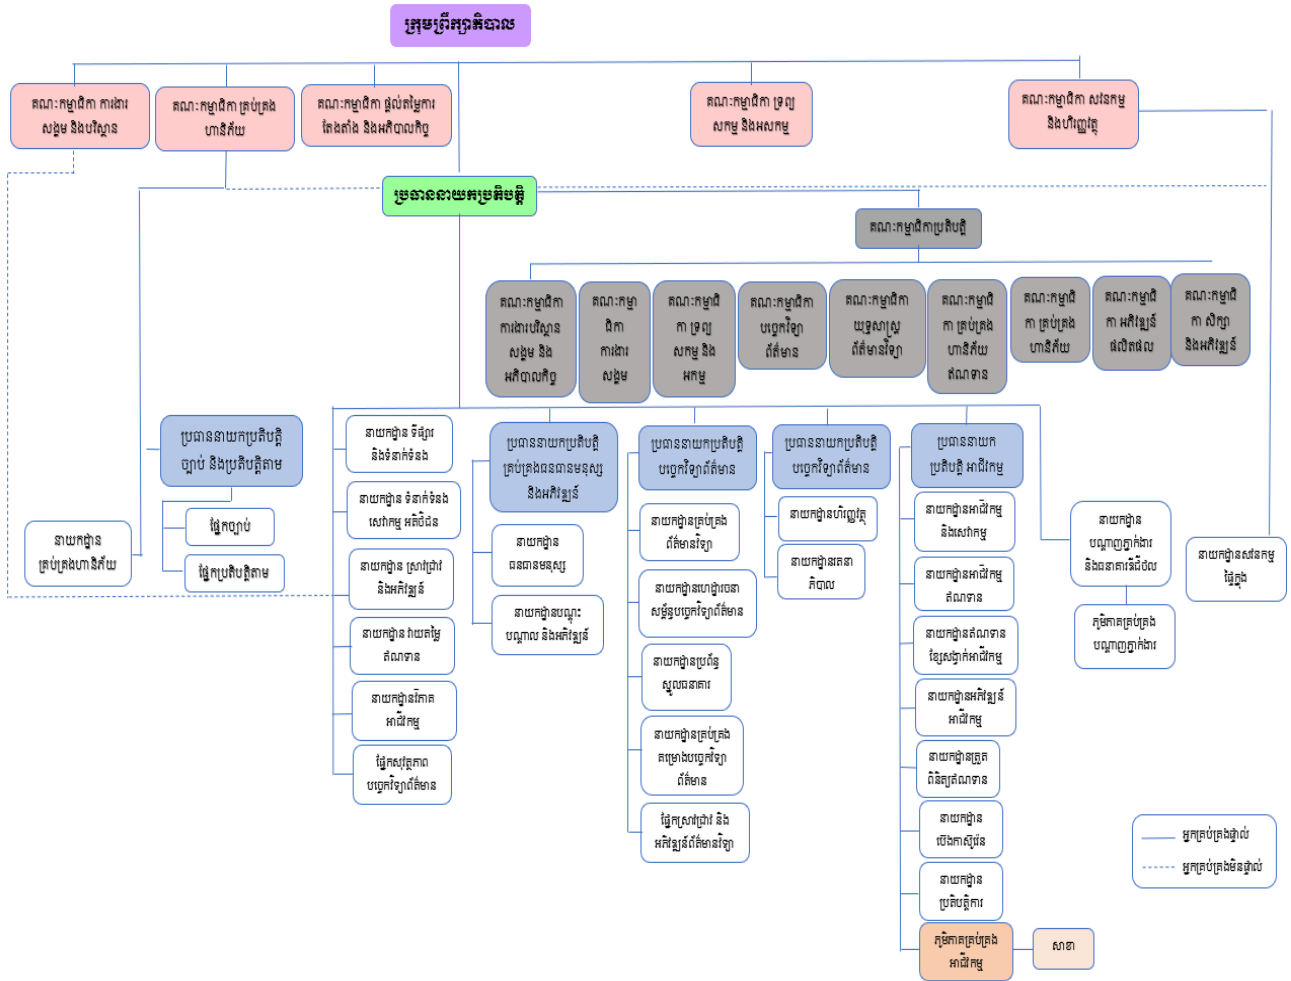 ក្រុមព្រឹក្សាភិបាល
គណៈកម្មាធិកា ការងារ
សង្គម និងបរិស្ថាន
គណៈកម្មាធិកា គ្រប់គ្រង
ហានិភ័យ
គណៈកម្មាធិកា ផ្តល់តម្លៃការ
តែងតាំង និងអភិបាលកិច្ច
គណៈកម្មាធិកា ទ្រព្យ
សកម្ម និងអសកម្ម
គណៈកម្មាធិកា សវនកម្ម
និងហិរញ្ញវត្ថុ
ប្រធាននាយកប្រតិបត្តិ
គណៈកម្មាធិកាប្រតិបត្តិ
គណៈកម្មាធិកា
ការងារបរិស្ថាន
សង្គម និង
អភិបាលកិច្ច
គណៈកម្មា
ធិកា
ការងារ
សង្គម
គណៈកម្មាធិ
កា ទ្រព្យ
សកម្ម និង
អកម្ម
គណៈកម្មាធិកា
បច្ចេកវិទ្យា
ព័ត៌មាន
គណៈកម្មាធិកា
យុទ្ធសាស្ត្រ
ព័ត៌មានវិទ្យា
គណៈកម្មាធិ
កា គ្រប់គ្រង
ហានិភ័យ
ឥណទាន
គណៈកម្មាធិ
កា គ្រប់គ្រង
ហានិភ័យ
គណៈកម្មាធិ
កា អភិវឌ្ឍន៍
ផលិតផល
គណៈកម្មាធិ
កា សិក្សា
និងអភិវឌ្ឍន៍
ប្រធាននាយកប្រតិបត្តិ
ច្បាប់ និងប្រតិបត្តិតាម
ផ្នែកច្បាប់
ផ្នែកប្រតិបត្តិតាម
នាយកដ្ឋាន
គ្រប់គ្រងហានិភ័យ
នាយកដ្ឋាន ទីផ្សារ
និងទំនាក់ទំនង
នាយកដ្ឋាន ទំនាក់ទំនង
សេវាកម្ម អតិថិជន
នាយកដ្ឋាន ស្រាវជ្រាវ
និងអភិវឌ្ឍន៍
នាយកដ្ឋាន វាយតម្លៃ
ឥណទាន
នាយកដ្ឋានវិភាគ
អាជីវកម្ម
ផ្នែកសុវត្ថភាព
បច្ចេកវិទ្យាព័ត៌មាន
ប្រធាននាយកប្រតិបត្តិ
គ្រប់គ្រងធនធានមនុស្ស
និងអភិវឌ្ឍន៍
នាយកដ្ឋាន
ធនធានមនុស្ស
នាយកដ្ឋានបណ្តុះ
បណ្តាល និងអភិវឌ្ឍន៍
ប្រធាននាយកប្រតិបត្តិ
បច្ចេកវិទ្យាព័ត៌មាន
នាយកដ្ឋានគ្រប់គ្រង
ព័ត៌មានវិទ្យា
នាយកដ្ឋានហេដ្ឋារចនា
សម្ព័ន្ធបច្ចេកវិទ្យាព័ត៌មាន
នាយកដ្ឋានប្រព័ន្ធ
ស្នូលធនាគារ
នាយកដ្ឋានគ្រប់គ្រង
គម្រោងបច្ចេកវិទ្យា
ព័ត៌មាន
ផ្នែកស្រាវជ្រាវ និង
អភិវឌ្ឍន៍ព័ត៌មានវិទ្យា
ប្រធាននាយកប្រតិបត្តិ
បច្ចេកវិទ្យាព័ត៌មាន
នាយកដ្ឋានហិរញ្ញវត្ថុ
នាយកដ្ឋានរតនា
ភិបាល
ប្រធាននាយក
ប្រតិបត្តិ អាជីវកម្ម
នាយកដ្ឋានអាជីវកម្ម
និងសេវាកម្ម
នាយកដ្ឋានអាជីវកម្ម
ឥណទាន
នាយកដ្ឋានឥណទាន
ខ្សែសង្វាក់អាជីវកម្ម
នាយកដ្ឋានអភិវឌ្ឍន៍
អាជីវកម្ម
នាយកដ្ឋានត្រួត
ពិនិត្យឥណទាន
នាយកដ្ឋាន
ប៊េងកាស៊ូរ៉េន
នាយកដ្ឋាន
ប្រតិបត្តិការ
ភូមិភាគគ្រប់គ្រង
អាជីវកម្ម
សាខា
នាយកដ្ឋាន
បណ្តាញភ្នាក់ងារ
និងធនាគារឌីជីថល
ភូមិភាគគ្រប់គ្រង
បណ្តាញភ្នាក់ងារ
នាយកដ្ឋានសវនកម្ម
ផ្ទៃក្នុង
អ្នកគ្រប់គ្រងផ្ទាល់
អ្នកគ្រប់គ្រងមិនផ្ទាល់